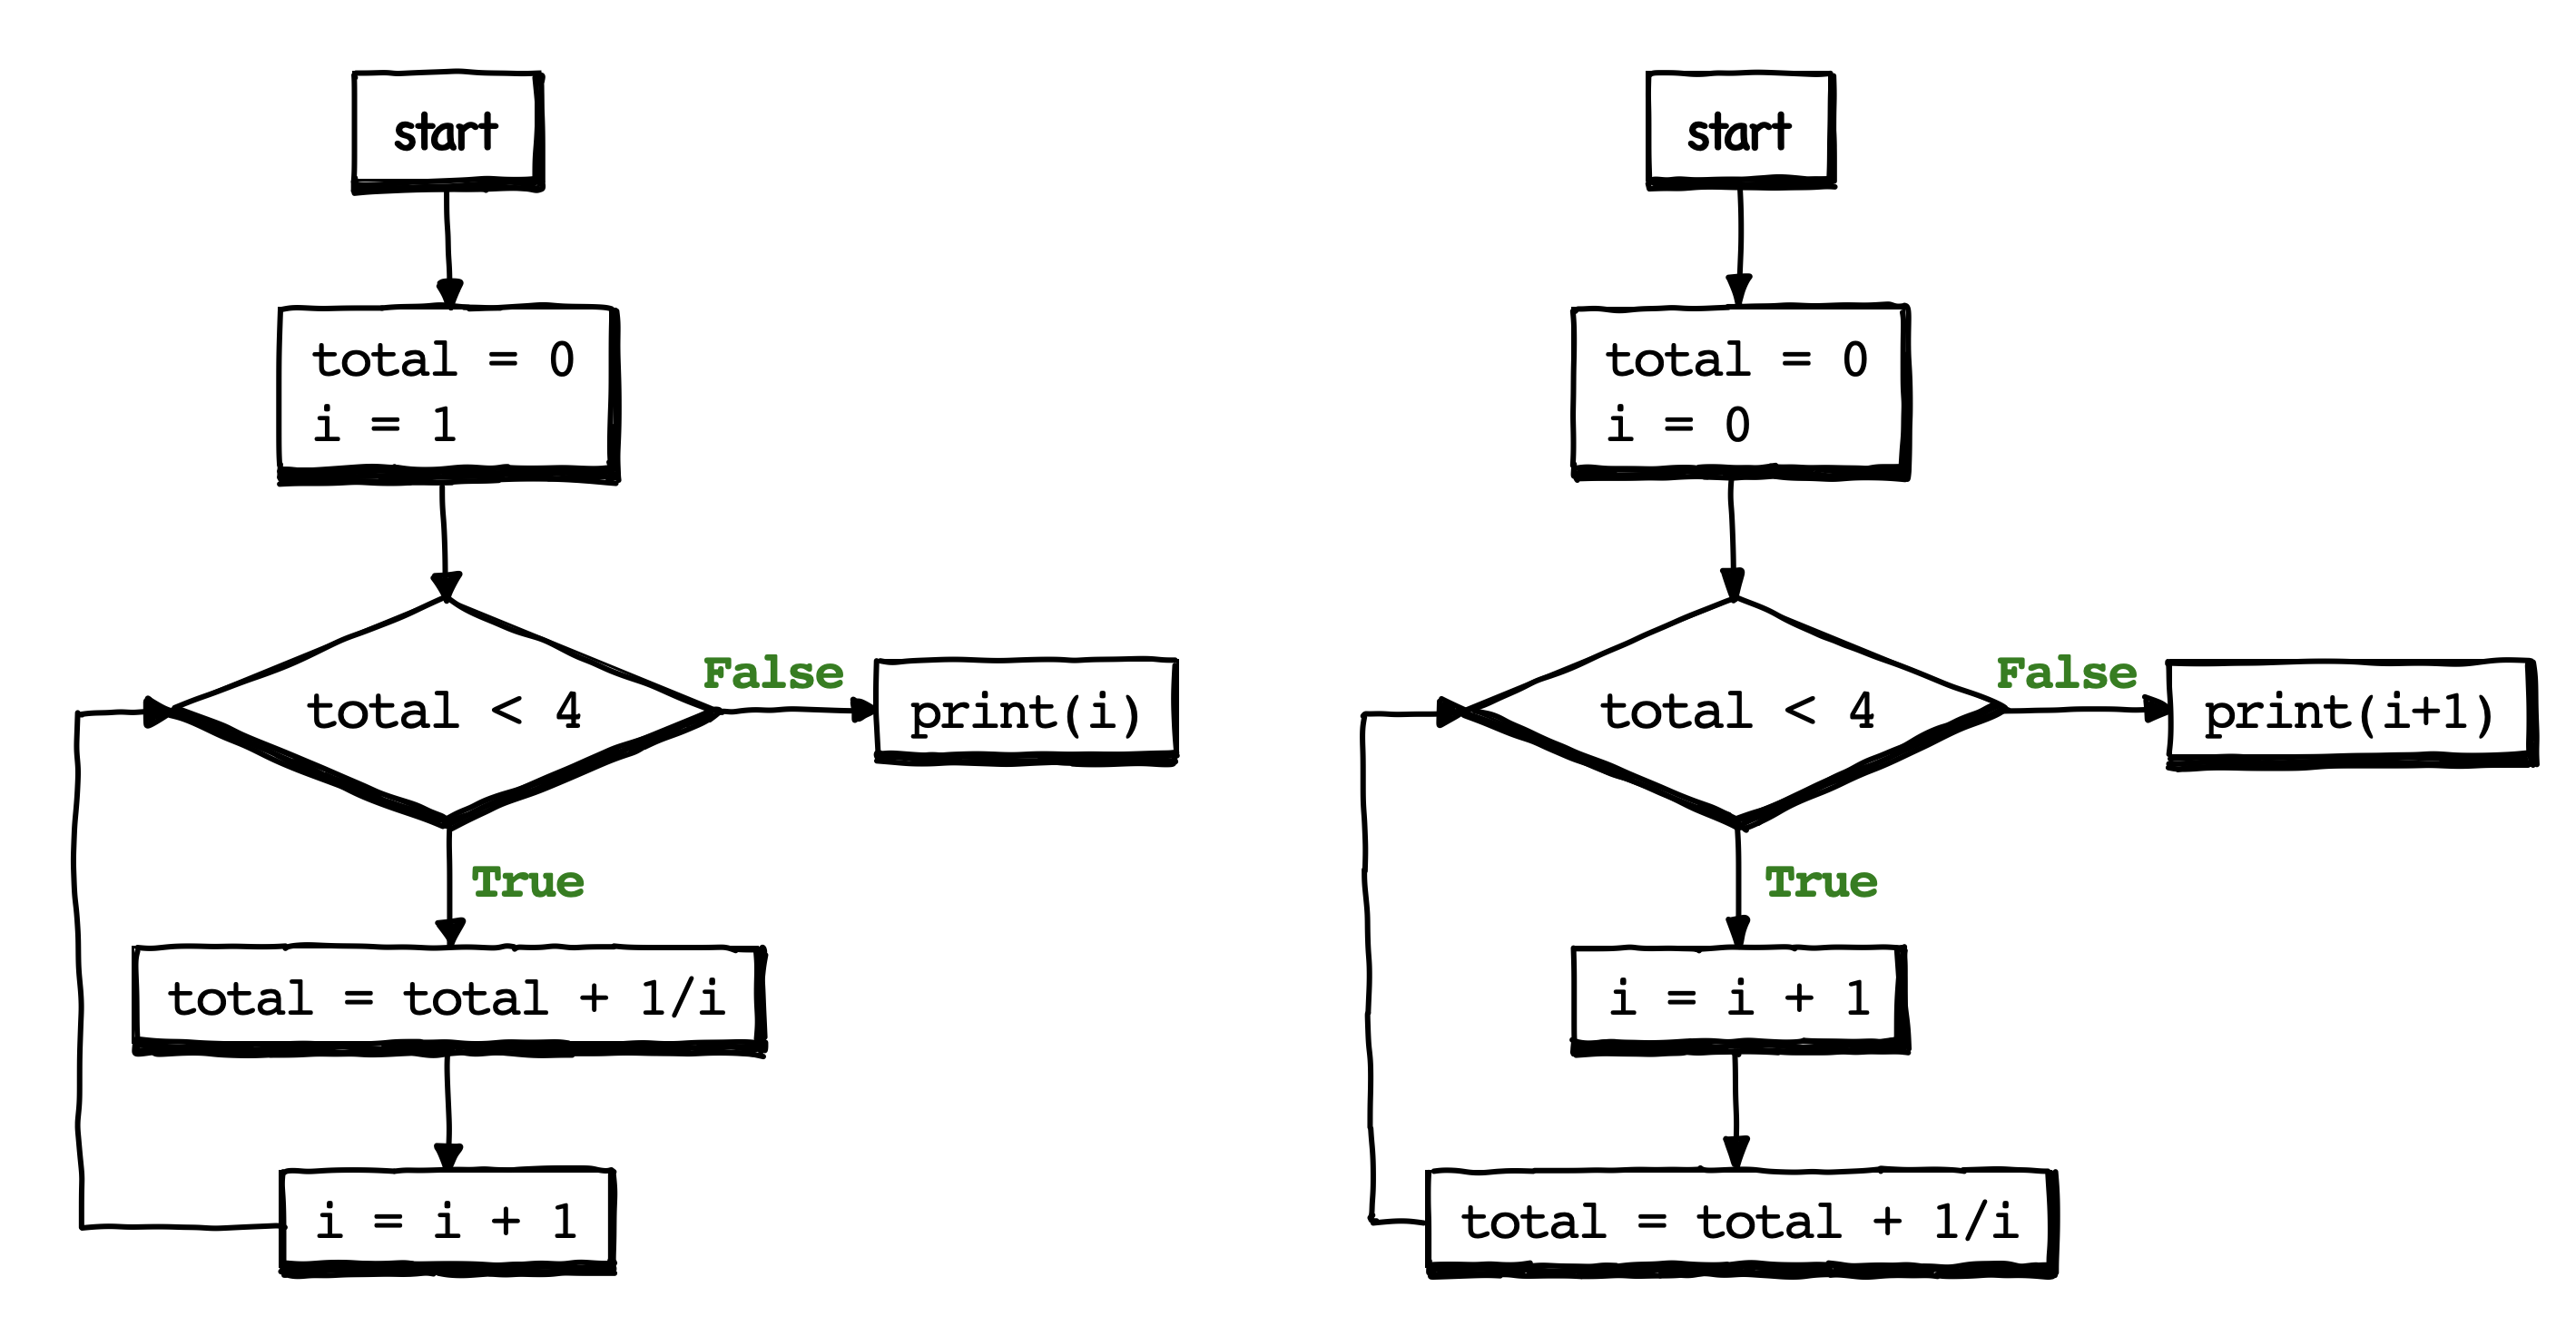 start
total = 0
i = 1
total < 4
False
print(i)
True
total = total + 1/i
i = i + 1
start
total = 0
i = 0
total < 4
False
print(i+1)
True
i = i + 1
total = total + 1/i